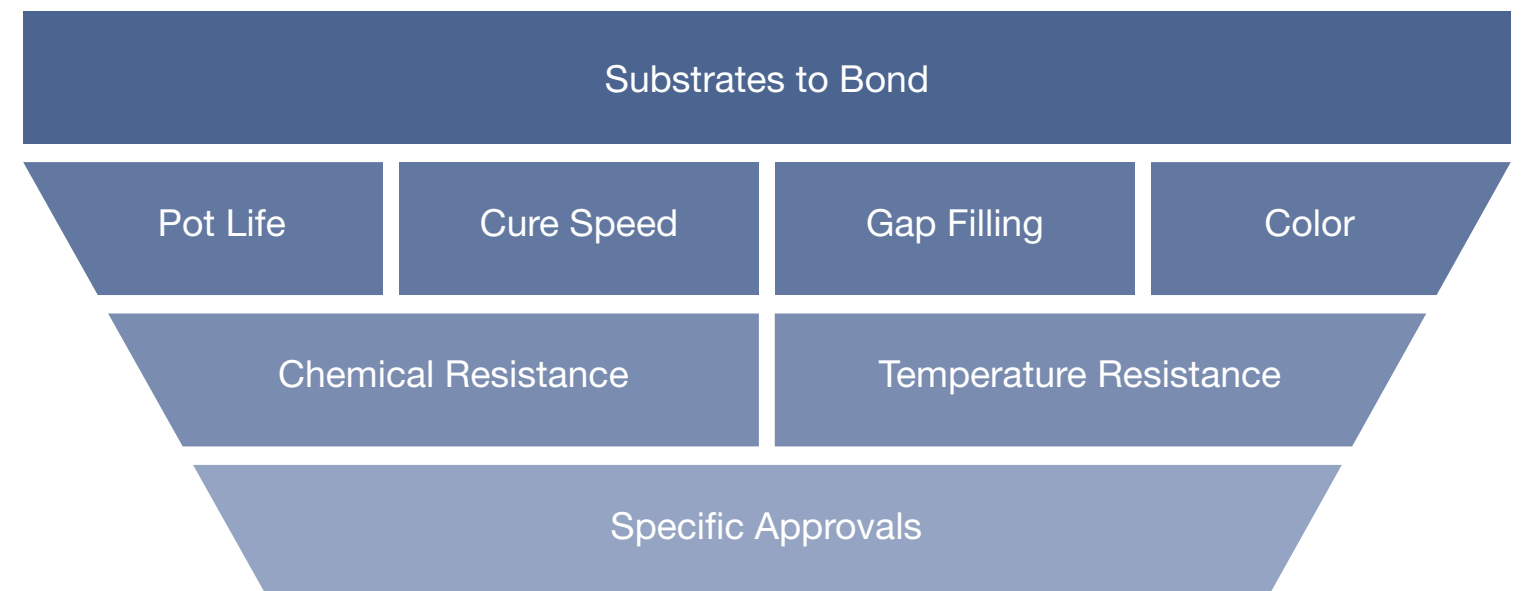 Substrates to Bond
Pot Life
Cure Speed
Gap Filling
Color
Chemical Resistance
Temperature Resistance
Specific Approvals